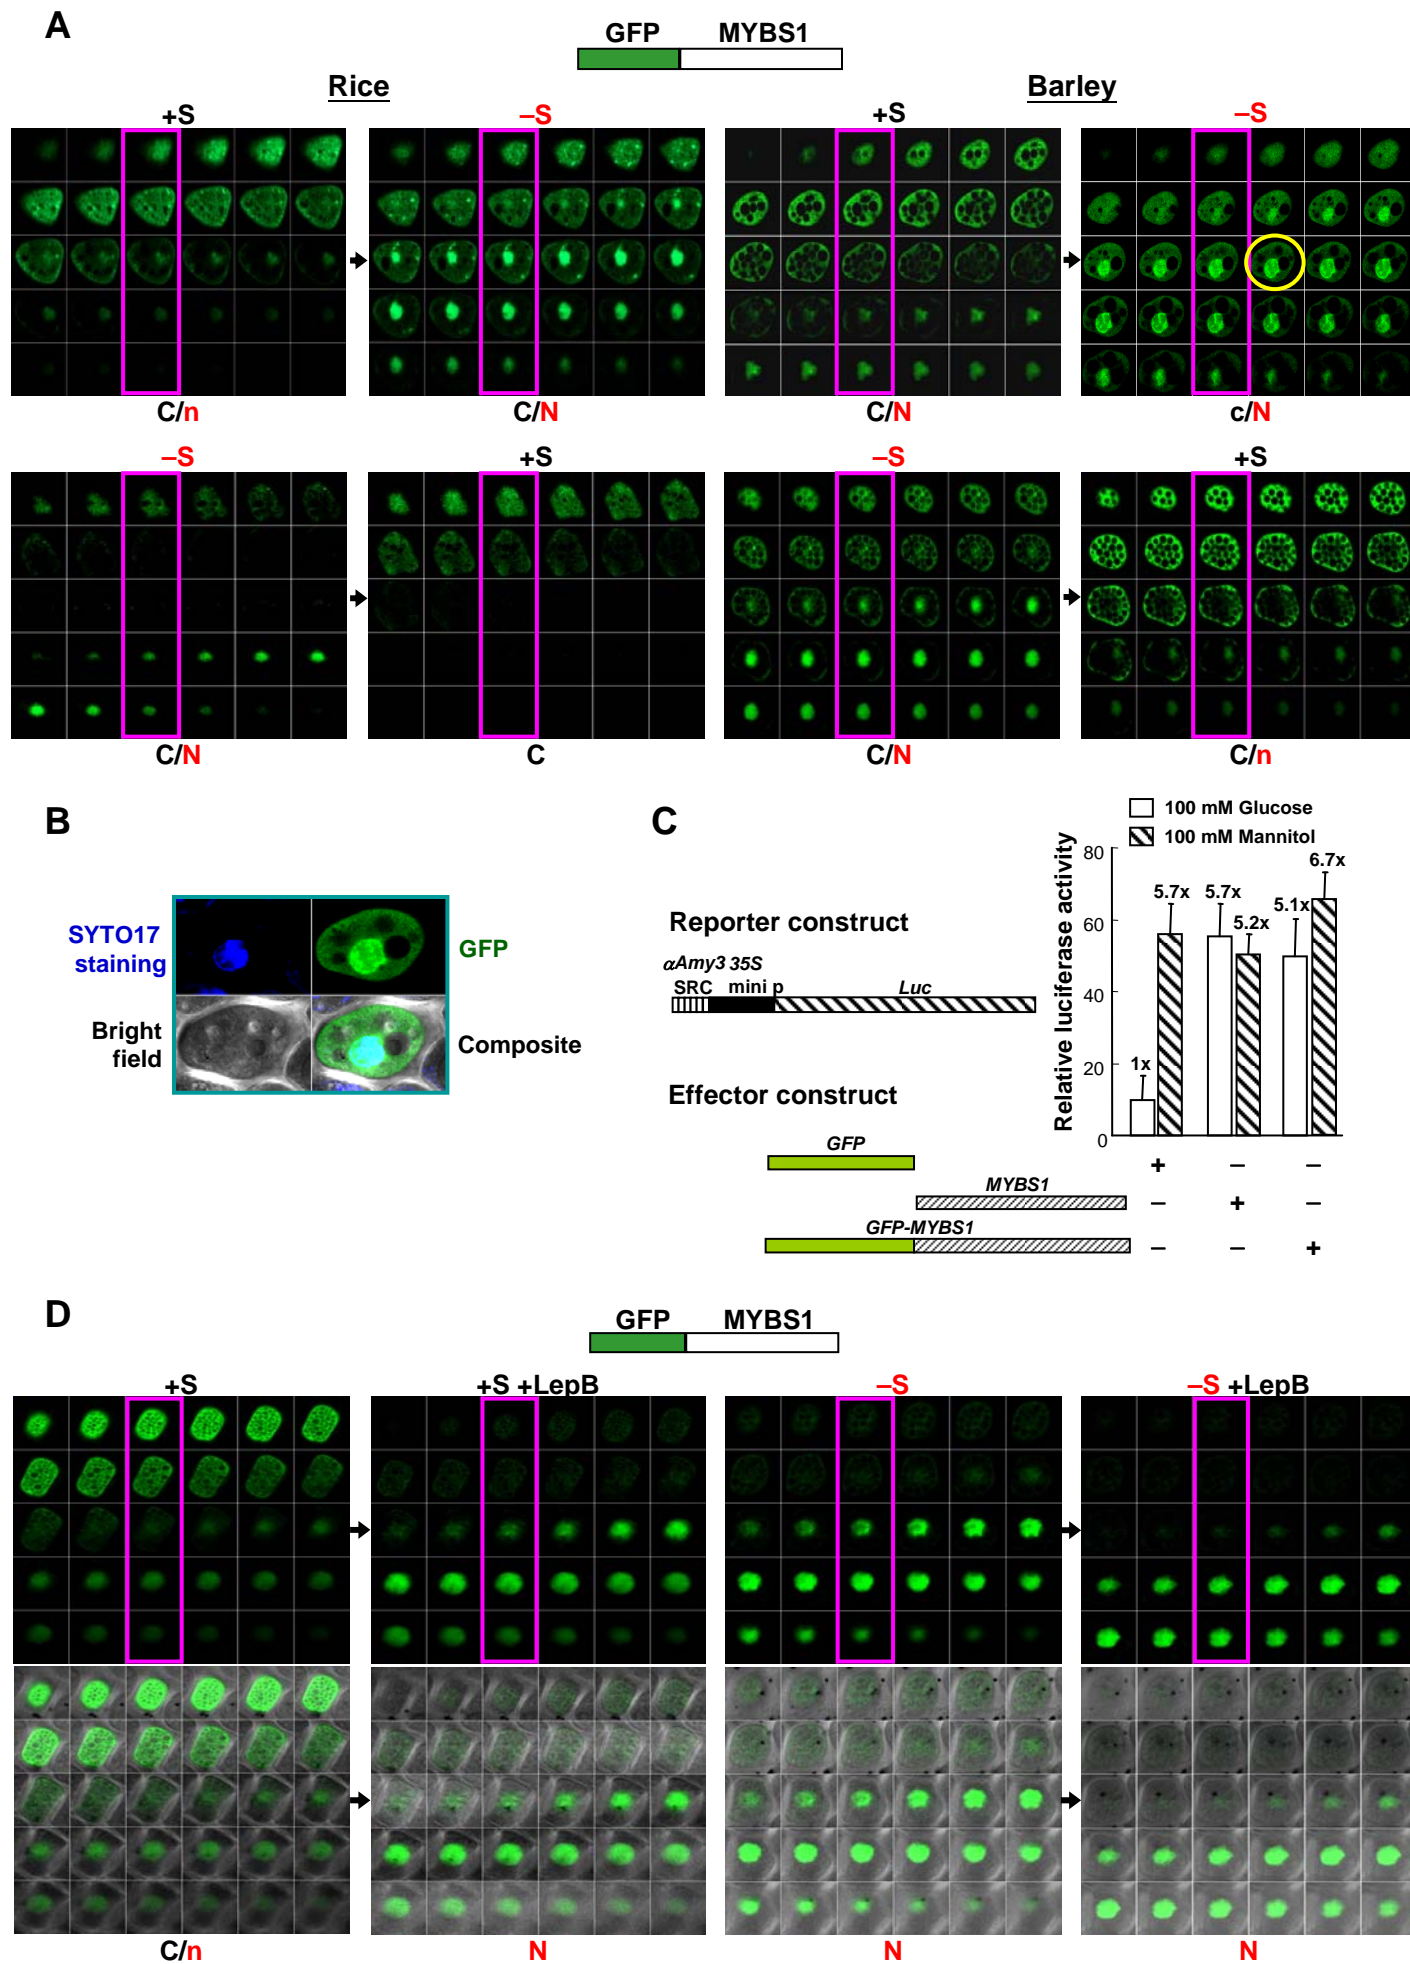 A
GFP MYBS1
Rice Barley
+S –S +S –S
C/n C/N C/N c/N
–S +S –S +S
C/N C C/N C/n
B
SYTO17
staining
GFP
Bright
field
Composite
C
Reporter construct
αAmy3 35S
SRC mini p Luc
Effector construct
GFP
MYBS1
GFP-MYBS1
100 mM Glucose
100 mM Mannitol
Relative luciferase activity
80
60
40
20
0
1x 5.7x 5.7x 5.2x 5.1x 6.7x
+ – –
– + –
– – +
D
GFP MYBS1
+S +S +LepB –S –S +LepB
C/n N N N